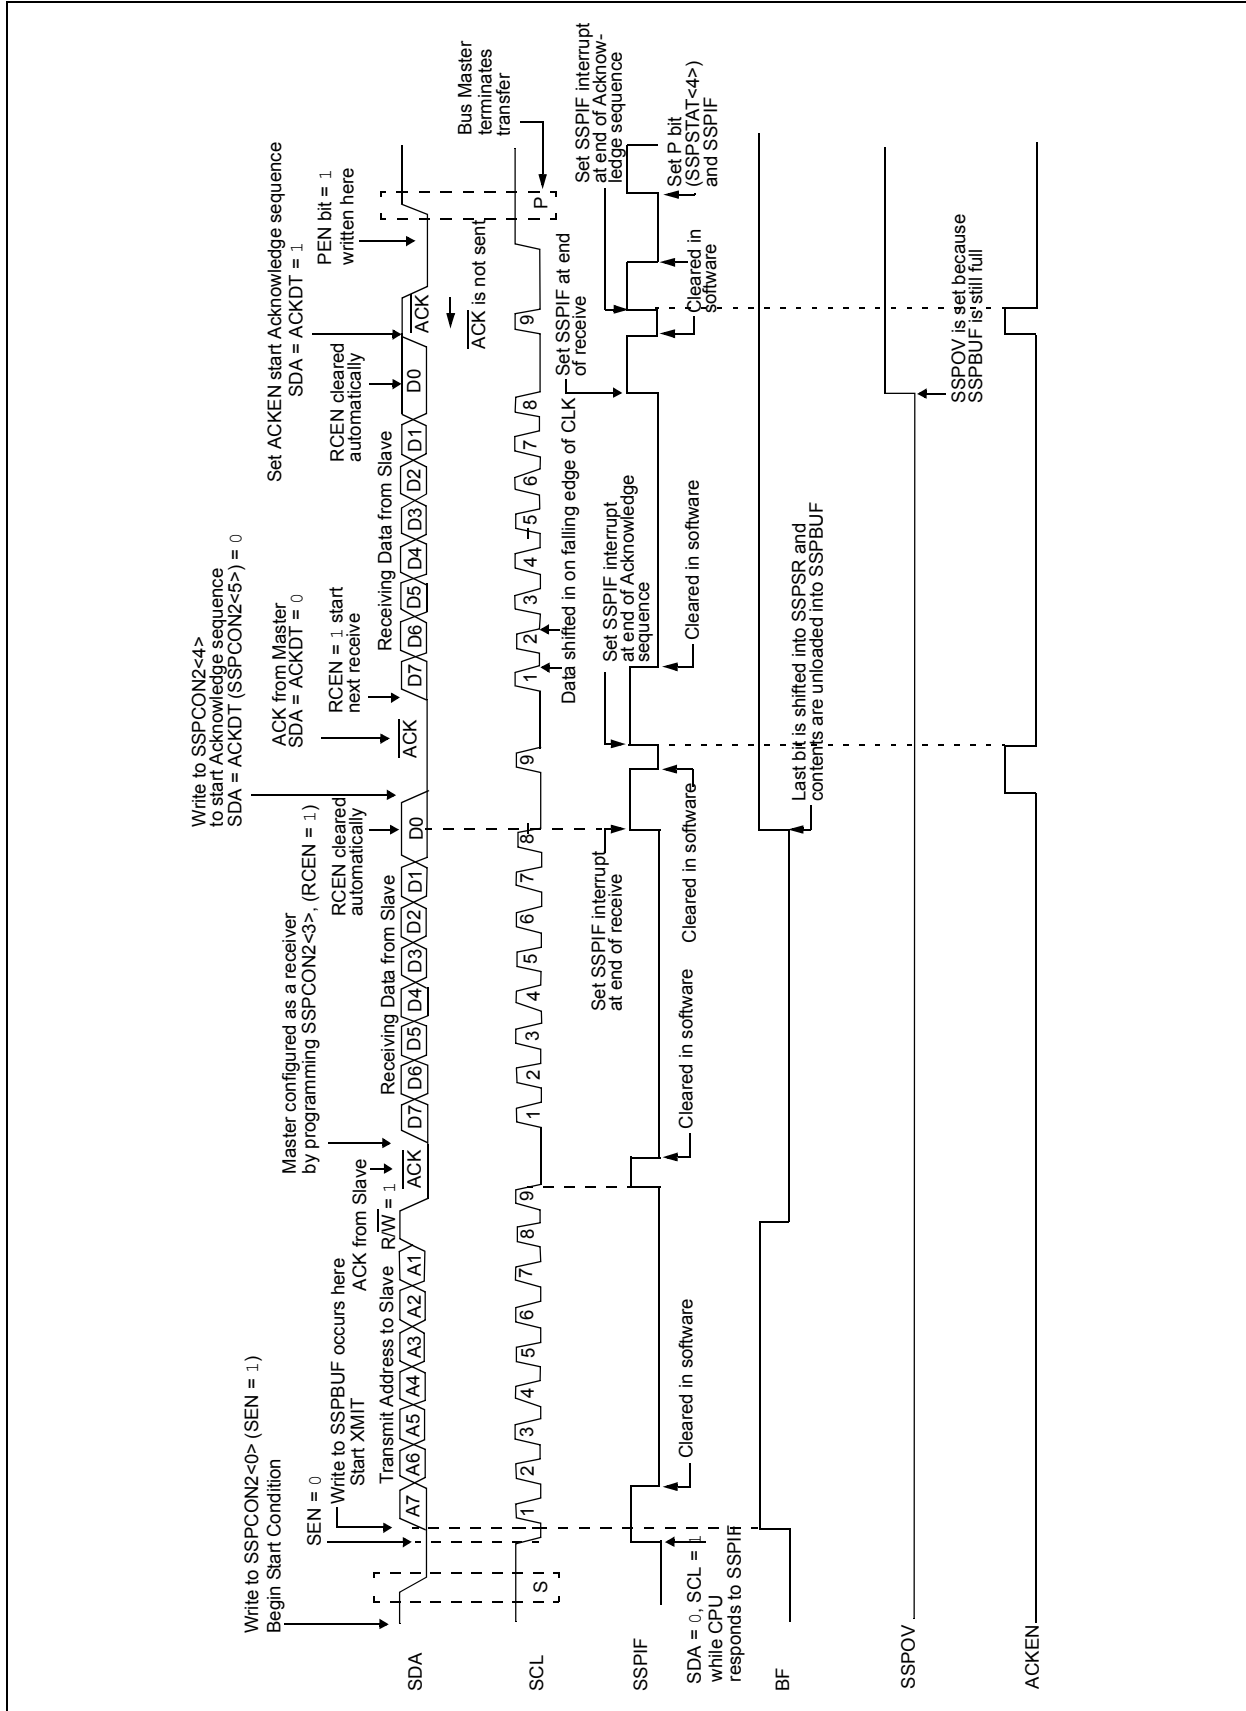 Write to SSPCON2<0> (SEN = 1)
Begin Start Condition
SEN = 0
Write to SSPBUF occurs here
Start XMIT
ACK from Slave
Master configured as a receiver
by programming SSPCON2<3>, (RCEN = 1)
RCEN cleared
automatically
Write to SSPCON2<4>
to start Acknowledge sequence
SDA = ACKDT (SSPCON2<5>) = 0
ACK from Master
SDA = ACKDT = 0
RCEN = 1 start
next receive
RCEN cleared
automatically
Set ACKEN start Acknowledge sequence
SDA = ACKDT = 1
PEN bit = 1
written here
Transmit Address to Slave
R/W = 1
Receiving Data from Slave
Receiving Data from Slave
SDA
A7 A6 A5 A4 A3 A2 A1
ACK
D7 D6 D5 D4 D3 D2 D1 D0
ACK
D7 D6 D5 D4 D3 D2 D1 D0
ACK
ACK is not sent
Bus Master
terminates
transfer
SCL
S
1 2 3 4 5 6 7 8 9
1 2 3 4 5 6 7 8 9
1 2 3 4 5 6 7 8 9
P
Data shifted in on falling edge of CLK
Set SSPIF interrupt
at end of receive
Set SSPIF interrupt
at end of Acknowledge
sequence
Set SSPIF at end
of receive
Set SSPIF interrupt
at end of Acknow-
ledge sequence
SSPIF
SDA = 0, SCL = 1
while CPU
responds to SSPIF
Cleared in software
Cleared in software
Cleared in software
Cleared in software
Cleared in
software
Set P bit
(SSPSTAT<4>)
and SSPIF
BF
Last bit is shifted into SSPSR and
contents are unloaded into SSPBUF
SSPOV
SSPOV is set because
SSPBUF is still full
ACKEN